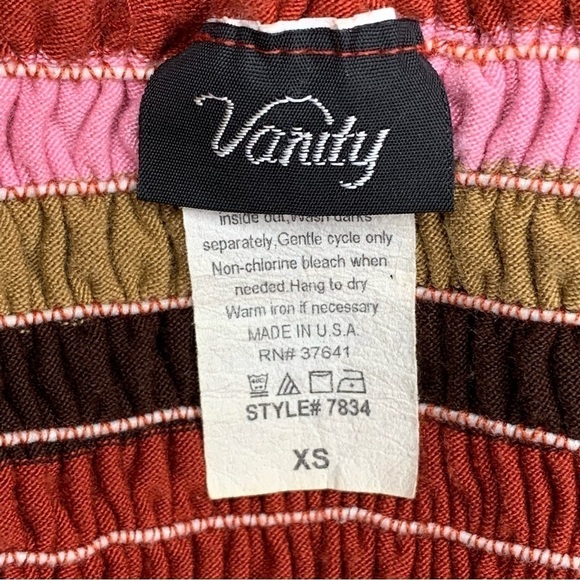 Vanity
inside out,Wash darks
separately,Gentle cycle only
Non-chlorine bleach when
needed.Hang to dry
Warm iron if necessary
MADE IN U.S.A.
RN# 37641
STYLE# 7834
XS